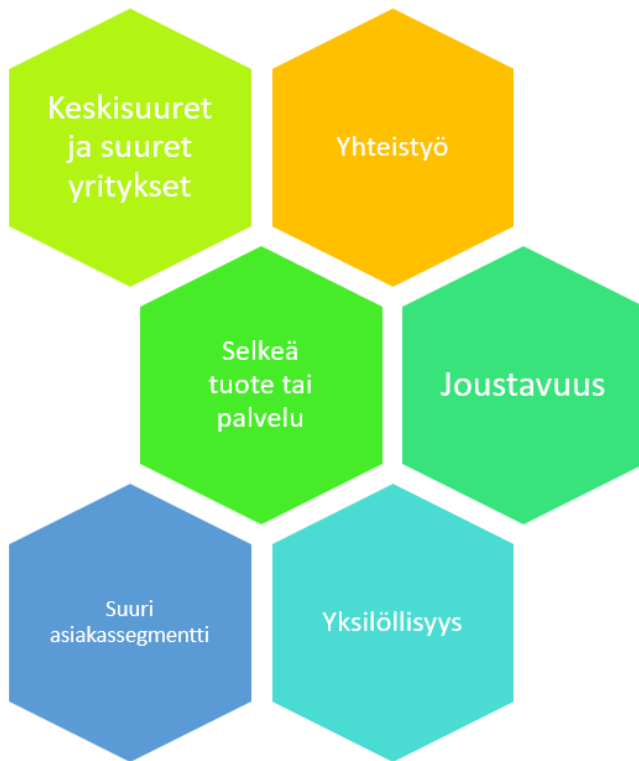 Keskisuuret
ja suuret
yritykset
Yhteistyö
Selkeä
tuote tai
palvelu
Joustavuus
Suuri
asiakassegmentti
Yksilöllisyys